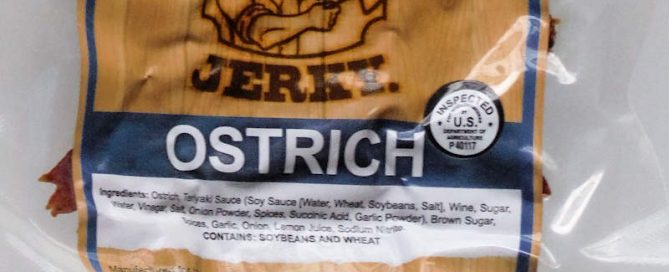 JERKY.
INSPECTED
U.S.
DEPARTMENT OF
AGRICULTURE
P 40117
OSTRICH
Ingredients: Ostrich, Teriyaki Sauce (Soy Sauce [Water, Wheat, Soybeans, Salt], Wine, Sugar,
Water, Vinegar, Salt, Onion Powder, Spices, Succinic Acid, Garlic Powder), Brown Sugar,
Spices, Garlic, Onion, Lemon Juice, Sodium Nitrite.
CONTAINS: SOYBEANS AND WHEAT
Manufactured